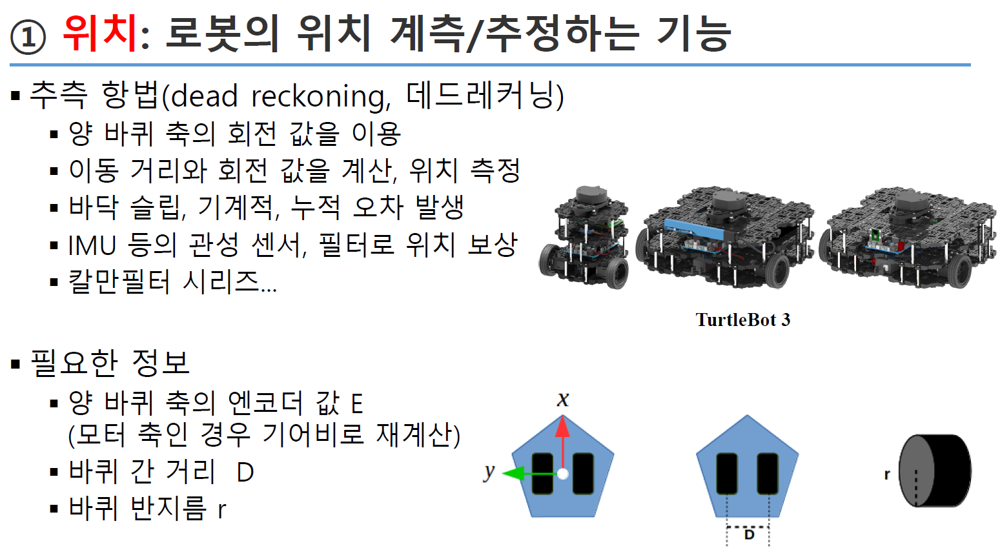 ① 위치: 로봇의 위치 계측/추정하는 기능
▪ 추측 항법(dead reckoning, 데드레커닝)
▪ 양 바퀴 축의 회전 값을 이용
▪ 이동 거리와 회전 값을 계산, 위치 측정
▪ 바닥 슬립, 기계적, 누적 오차 발생
▪ IMU 등의 관성 센서, 필터로 위치 보상
▪ 칼만필터 시리즈...
TurtleBot 3
▪ 필요한 정보
▪ 양 바퀴 축의 엔코더 값 E
(모터 축인 경우 기어비로 재계산)
▪ 바퀴 간 거리 D
▪ 바퀴 반지름 r
x
y
D
r